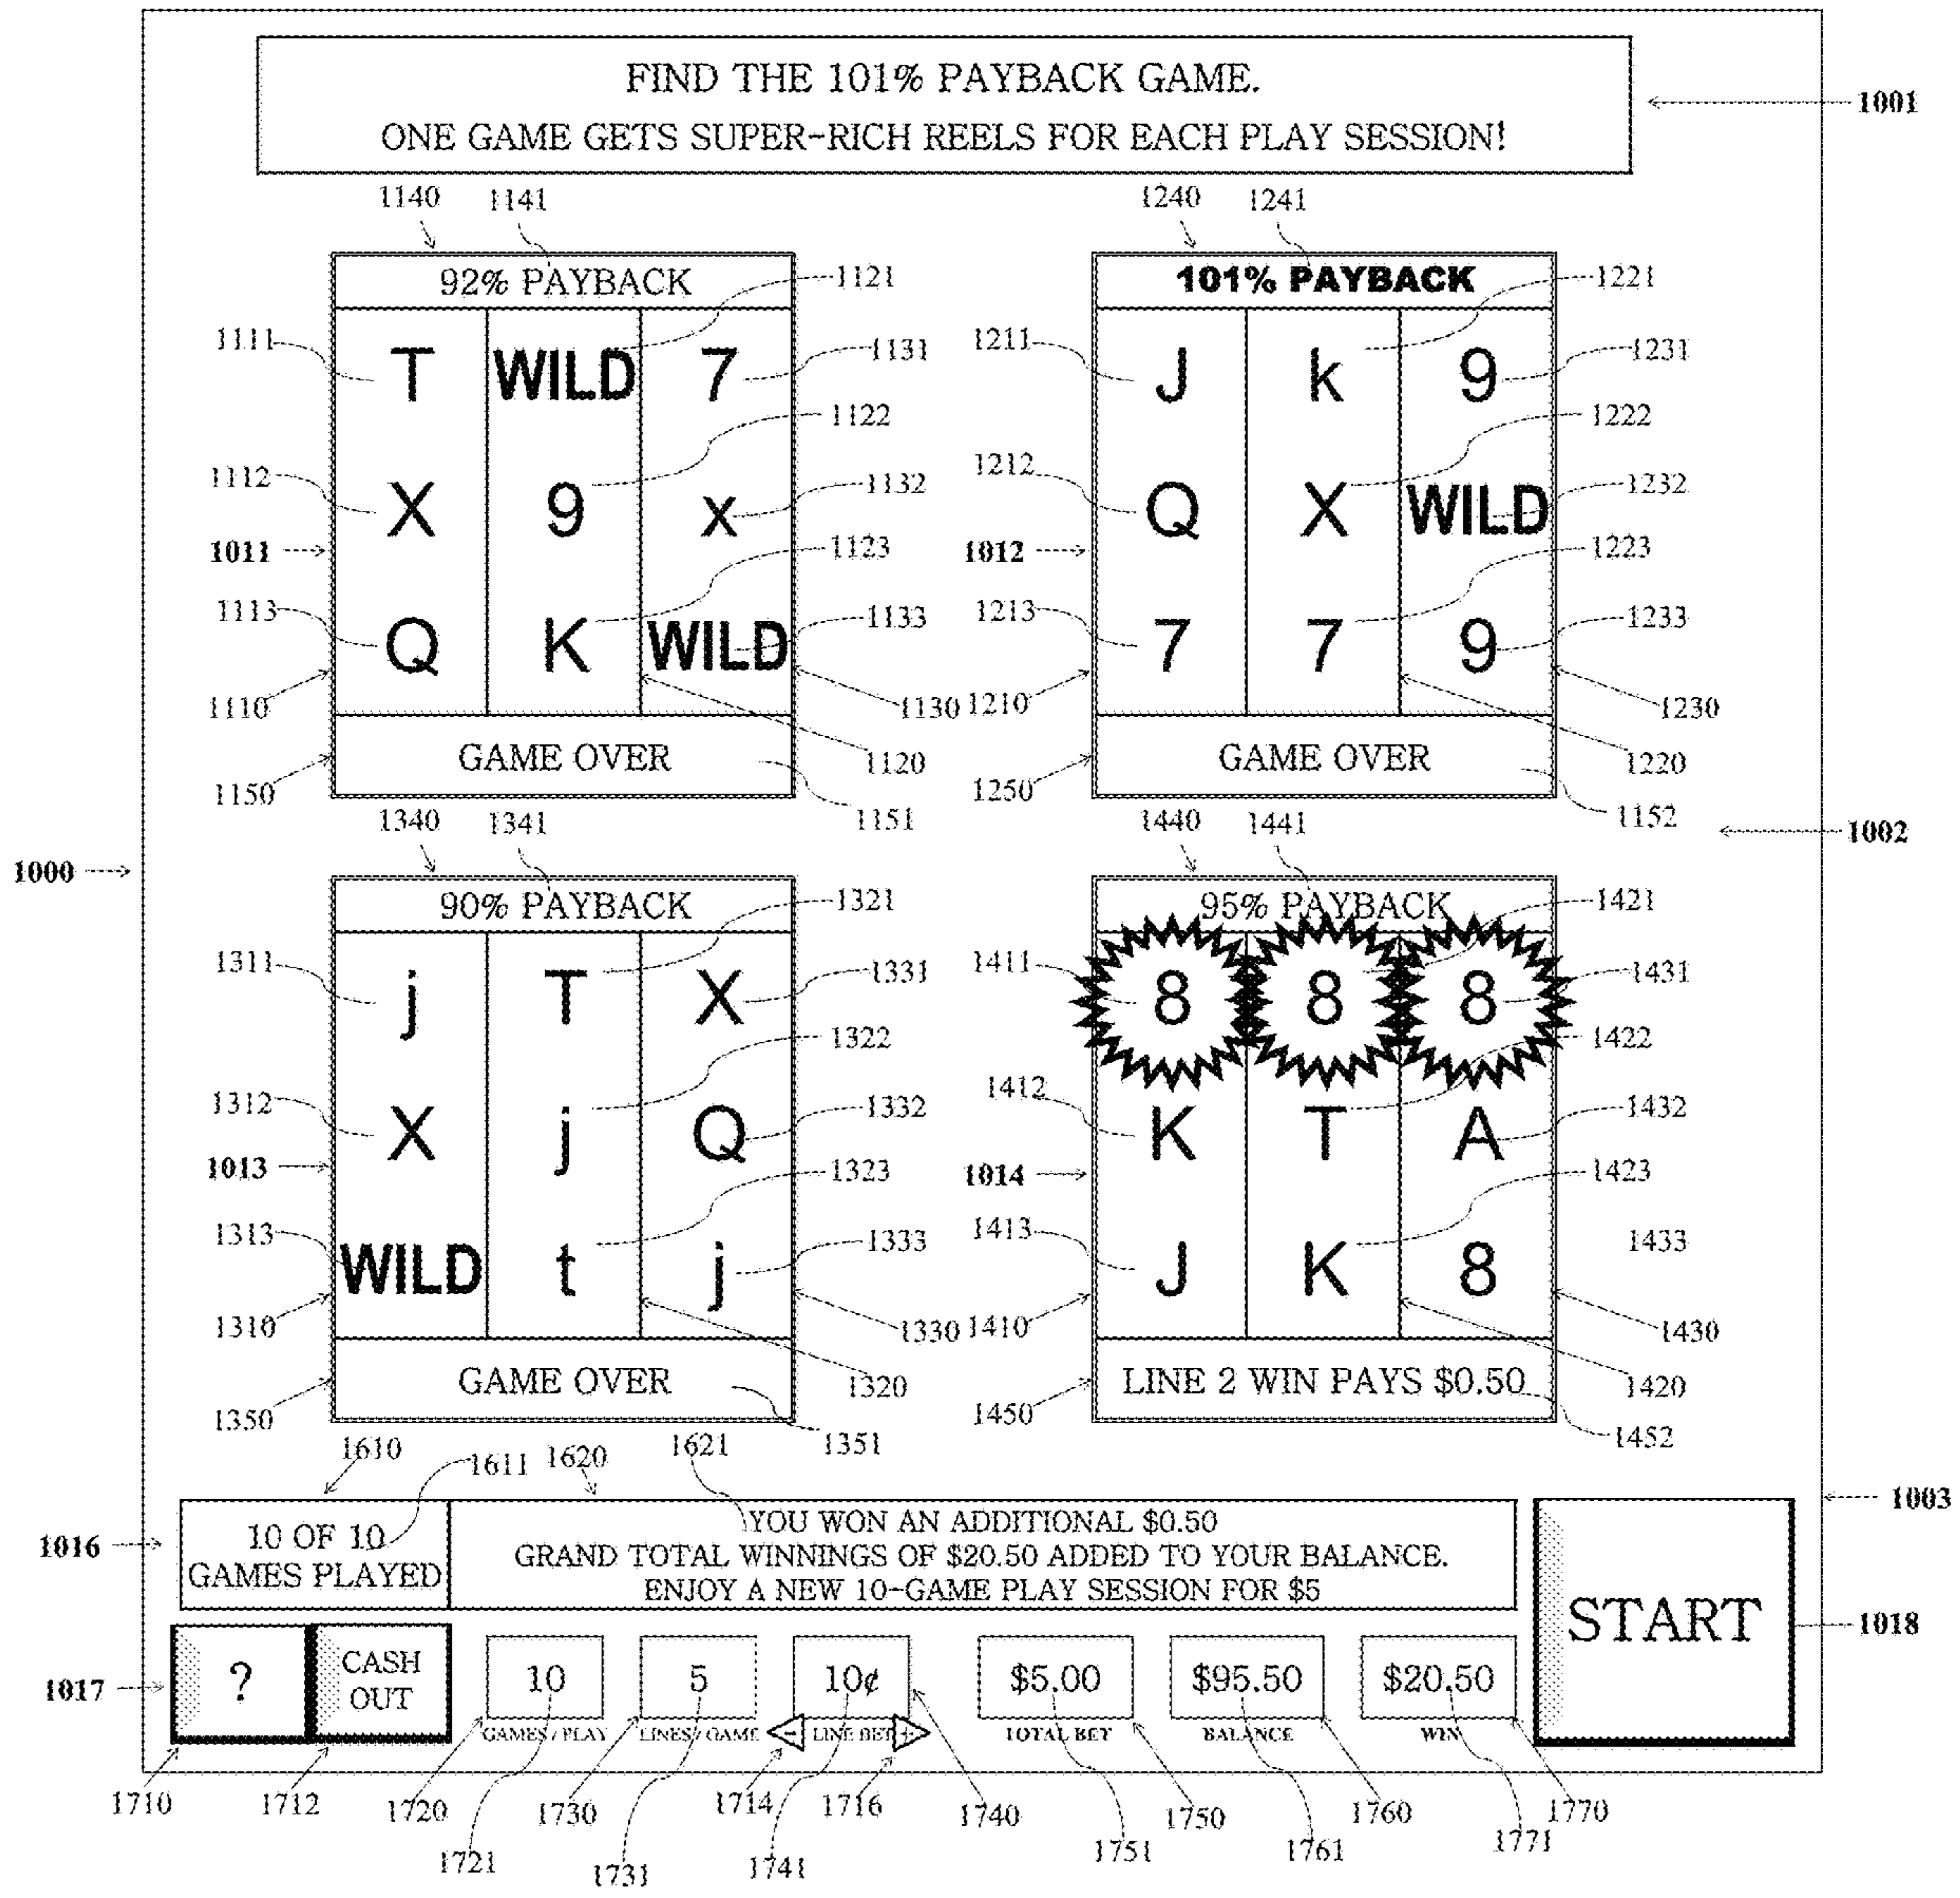 FIND THE 101% PAYBACK GAME.
1001
ONE GAME GETS SUPER-RICH REELS FOR EACH PLAY SESSION!
1140 1141 1240 1241
92% PAYBACK 1121 101% PAYBACK 1221
1111 T WILD 7 1131 1211 J k 9 1231
1122 1222
1112 X 9 x 1132 1212 Q X WILD 1232
1011 1123 1012 1223
1113 Q K WILD 1133 1213 7 7 9 1233
1110 1130 1210 1230
GAME OVER 1120 GAME OVER 1220
1150 1151 1250 1152
1340 1341 1440 1441
1002
1000
90% PAYBACK 1321 95% PAYBACK 1421
1311 j T X 1331 1411 8 8 8 1431
1322 1422
1312 X j Q 1332 1412 K T A 1432
1013 1323 1014 1423
1313 WILD t j 1333 1413 J K 8 1433
1310 1330 1410 1430
GAME OVER 1320 LINE 2 WIN PAYS $0.50 1420
1350 1351 1450 1452
1610 1611 1620 1621
1003
YOU WON AN ADDITIONAL $0.50
1016 10 OF 10 GRAND TOTAL WINNINGS OF $20.50 ADDED TO YOUR BALANCE.
GAMES PLAYED ENJOY A NEW 10-GAME PLAY SESSION FOR $5
START 1018
1017 ? CASH OUT 10 5 10¢ $5.00 $95.50 $20.50
GAMES / PLAY LINES / GAME - LINE BET + TOTAL BET BALANCE WIN
1710 1712 1720 1730 1714 1716 1740 1750 1760 1770
1721 1731 1741 1751 1761 1771